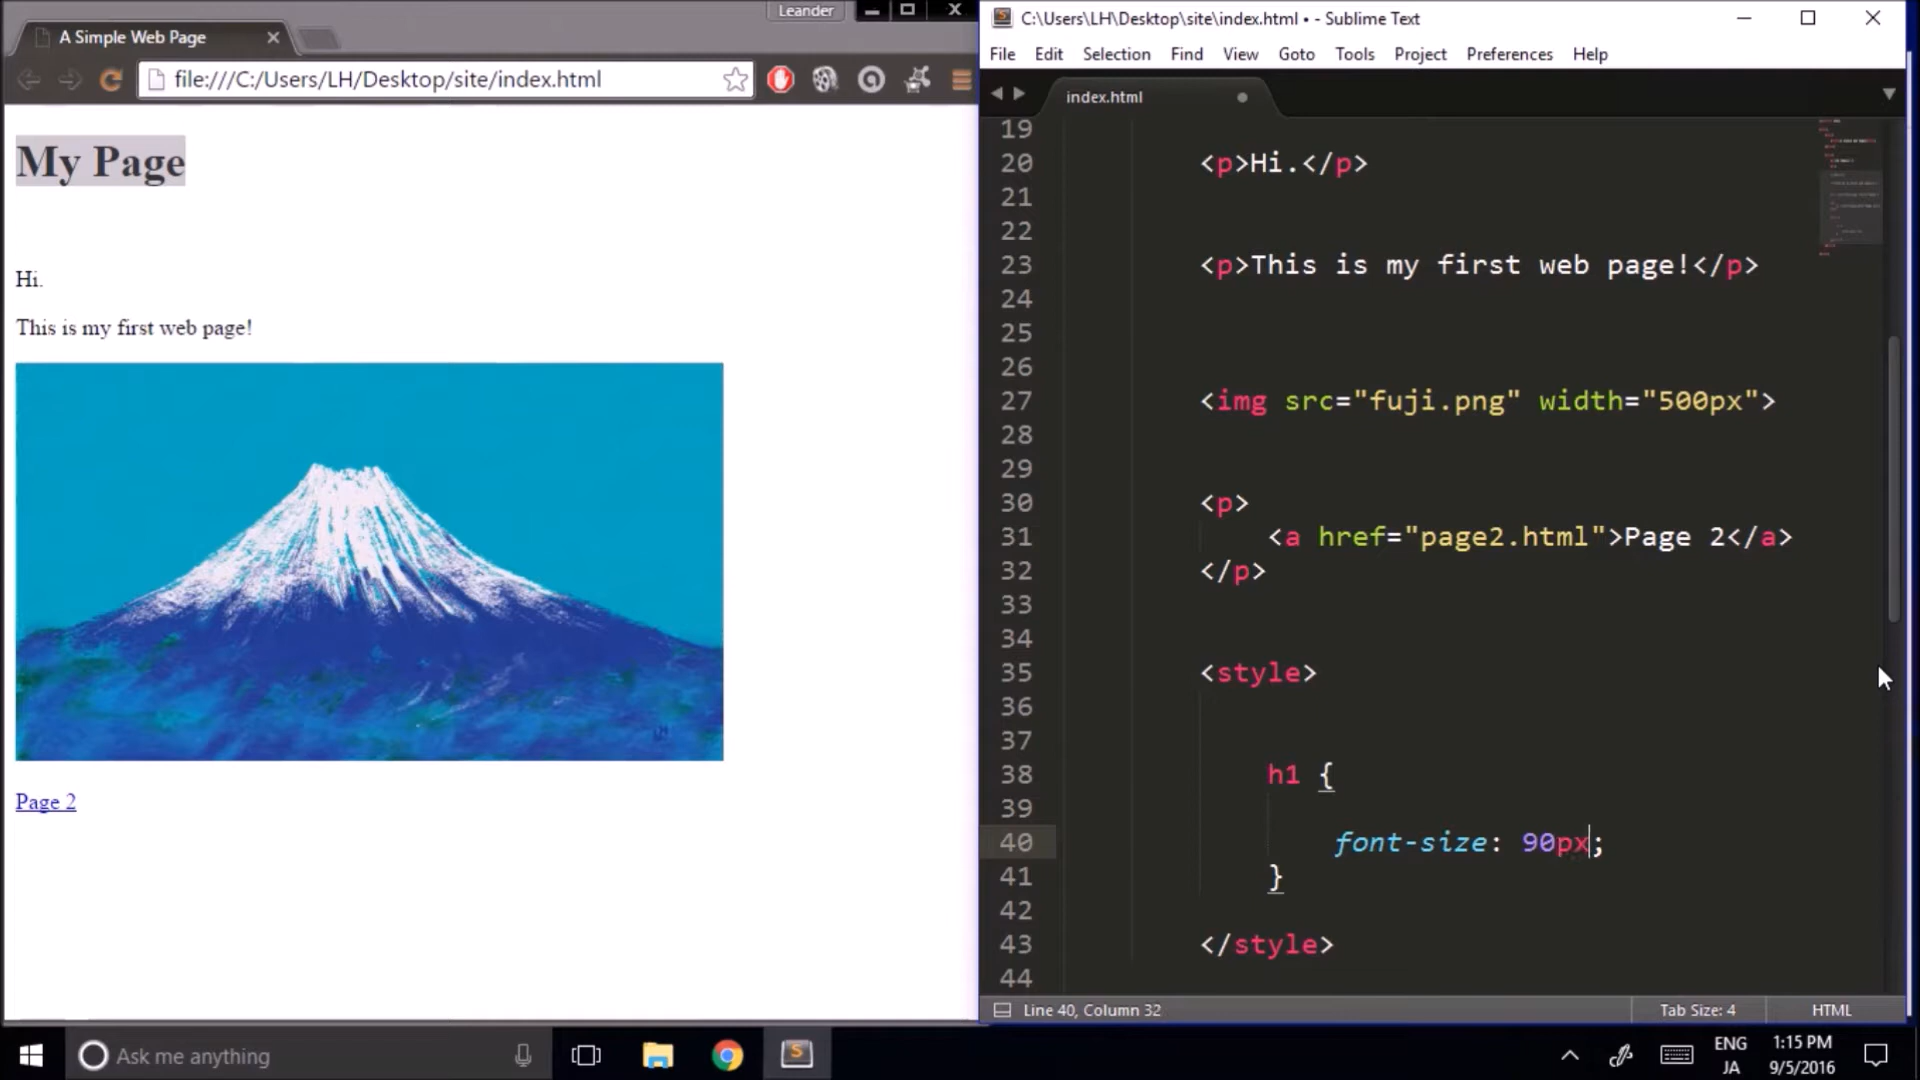 Leander
A Simple Web Page
file:///C:/Users/LH/Desktop/site/index.html
My Page
Hi.
This is my first web page!
Page 2
C:\Users\LH\Desktop\site\index.html • - Sublime Text
File Edit Selection Find View Goto Tools Project Preferences Help
index.html
19
20 <p>Hi.</p>
21
22
23 <p>This is my first web page!</p>
24
25
26
27 <img src="fuji.png" width="500px">
28
29
30 <p>
31 <a href="page2.html">Page 2</a>
32 </p>
33
34
35 <style>
36
37
38 h1 {
39
40 font-size: 90px;
41 }
42
43 </style>
44
Line 40, Column 32 Tab Size: 4 HTML
Ask me anything
ENG
JA
1:15 PM
9/5/2016